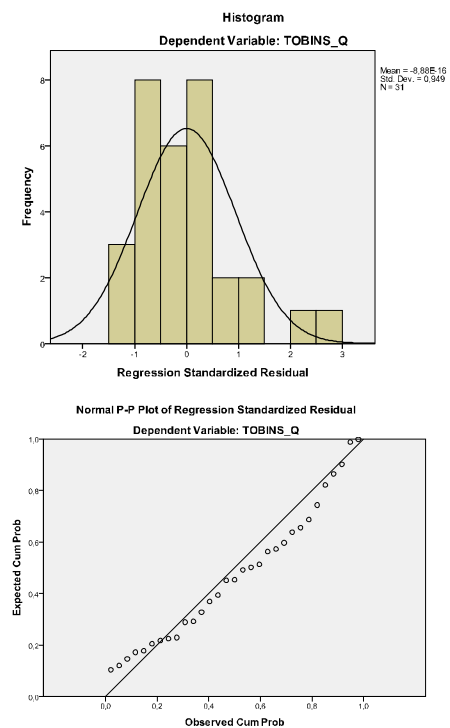 Histogram
Dependent Variable: TOBINS_Q
Mean = -8,88E-16
Std. Dev. = 0,949
N = 31
8
6
4
2
0
Frequency
-2 -1 0 1 2 3
Regression Standardized Residual
Normal P-P Plot of Regression Standardized Residual
Dependent Variable: TOBINS_Q
1,0
0,8
0,6
0,4
0,2
0,0
Expected Cum Prob
0,0 0,2 0,4 0,6 0,8 1,0
Observed Cum Prob